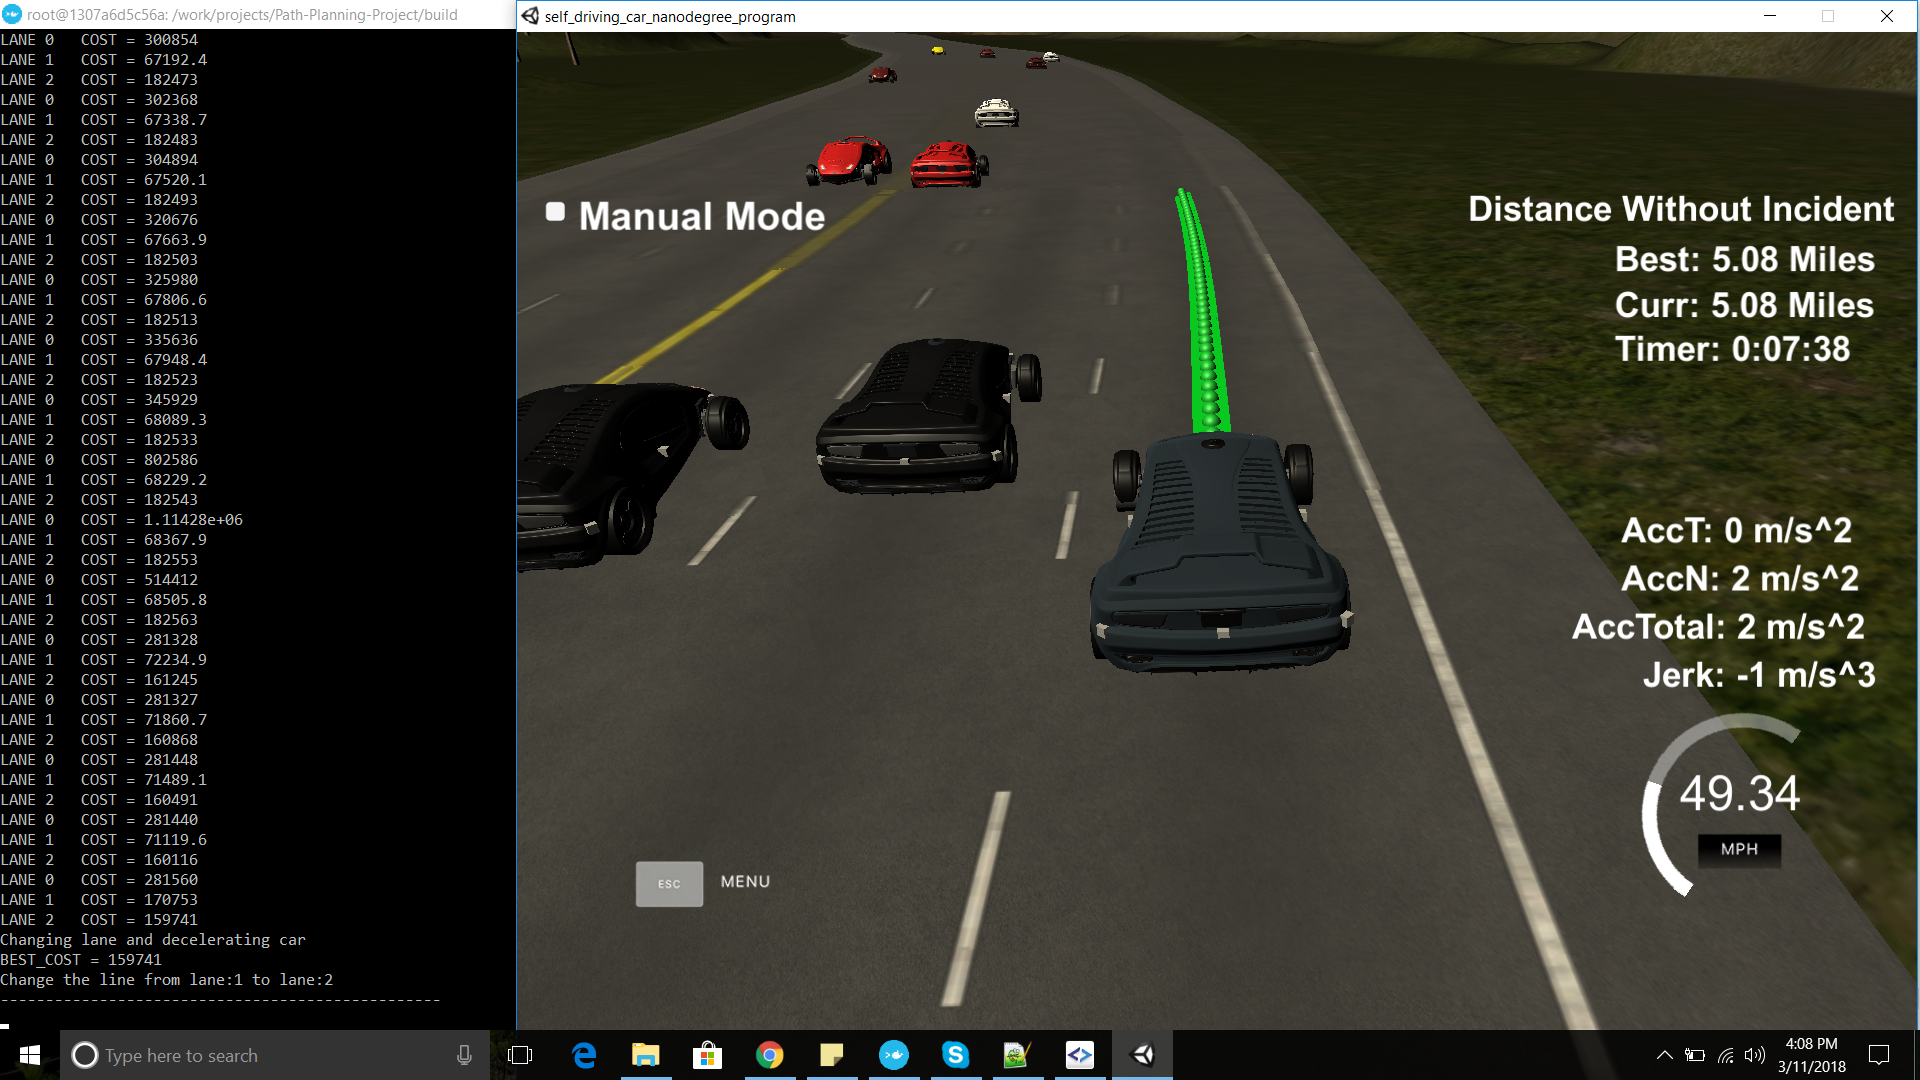 root@1307a6d5c56a: /work/projects/Path-Planning-Project/build
LANE 0   COST = 300854
LANE 1   COST = 67192.4
LANE 2   COST = 182473
LANE 0   COST = 302368
LANE 1   COST = 67338.7
LANE 2   COST = 182483
LANE 0   COST = 304894
LANE 1   COST = 67520.1
LANE 2   COST = 182493
LANE 0   COST = 320676
LANE 1   COST = 67663.9
LANE 2   COST = 182503
LANE 0   COST = 325980
LANE 1   COST = 67806.6
LANE 2   COST = 182513
LANE 0   COST = 335636
LANE 1   COST = 67948.4
LANE 2   COST = 182523
LANE 0   COST = 345929
LANE 1   COST = 68089.3
LANE 2   COST = 182533
LANE 0   COST = 802586
LANE 1   COST = 68229.2
LANE 2   COST = 182543
LANE 0   COST = 1.11428e+06
LANE 1   COST = 68367.9
LANE 2   COST = 182553
LANE 0   COST = 514412
LANE 1   COST = 68505.8
LANE 2   COST = 182563
LANE 0   COST = 281328
LANE 1   COST = 72234.9
LANE 2   COST = 161245
LANE 0   COST = 281327
LANE 1   COST = 71860.7
LANE 2   COST = 160868
LANE 0   COST = 281448
LANE 1   COST = 71489.1
LANE 2   COST = 160491
LANE 0   COST = 281440
LANE 1   COST = 71119.6
LANE 2   COST = 160116
LANE 0   COST = 281560
LANE 1   COST = 170753
LANE 2   COST = 159741
Changing lane and decelerating car
BEST_COST = 159741
Change the line from lane:1 to lane:2
-------------------------------------------------
self_driving_car_nanodegree_program
Manual Mode
Distance Without Incident
Best: 5.08 Miles
Curr: 5.08 Miles
Timer: 0:07:38
AccT: 0 m/s^2
AccN: 2 m/s^2
AccTotal: 2 m/s^2
Jerk: -1 m/s^3
49.34
MPH
ESC MENU
Type here to search
4:08 PM
3/11/2018